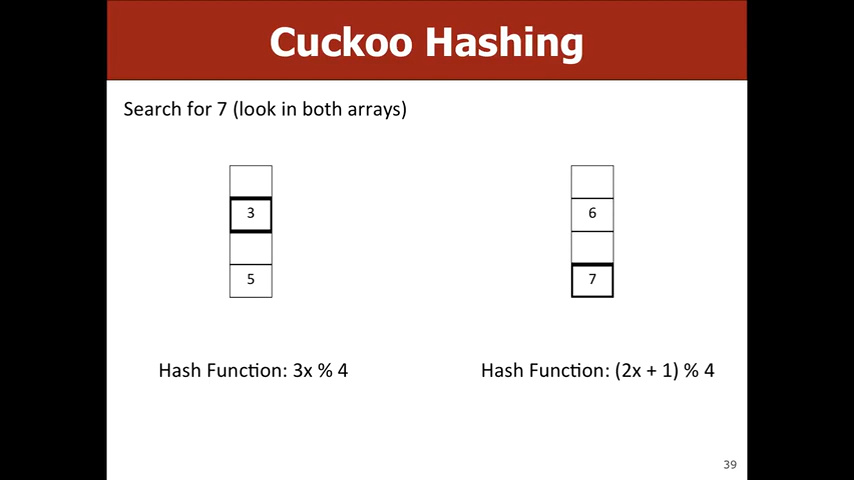 Cuckoo Hashing
Search for 7 (look in both arrays)
3
6
5
7
Hash Function: 3x % 4
Hash Function: (2x + 1) % 4
39